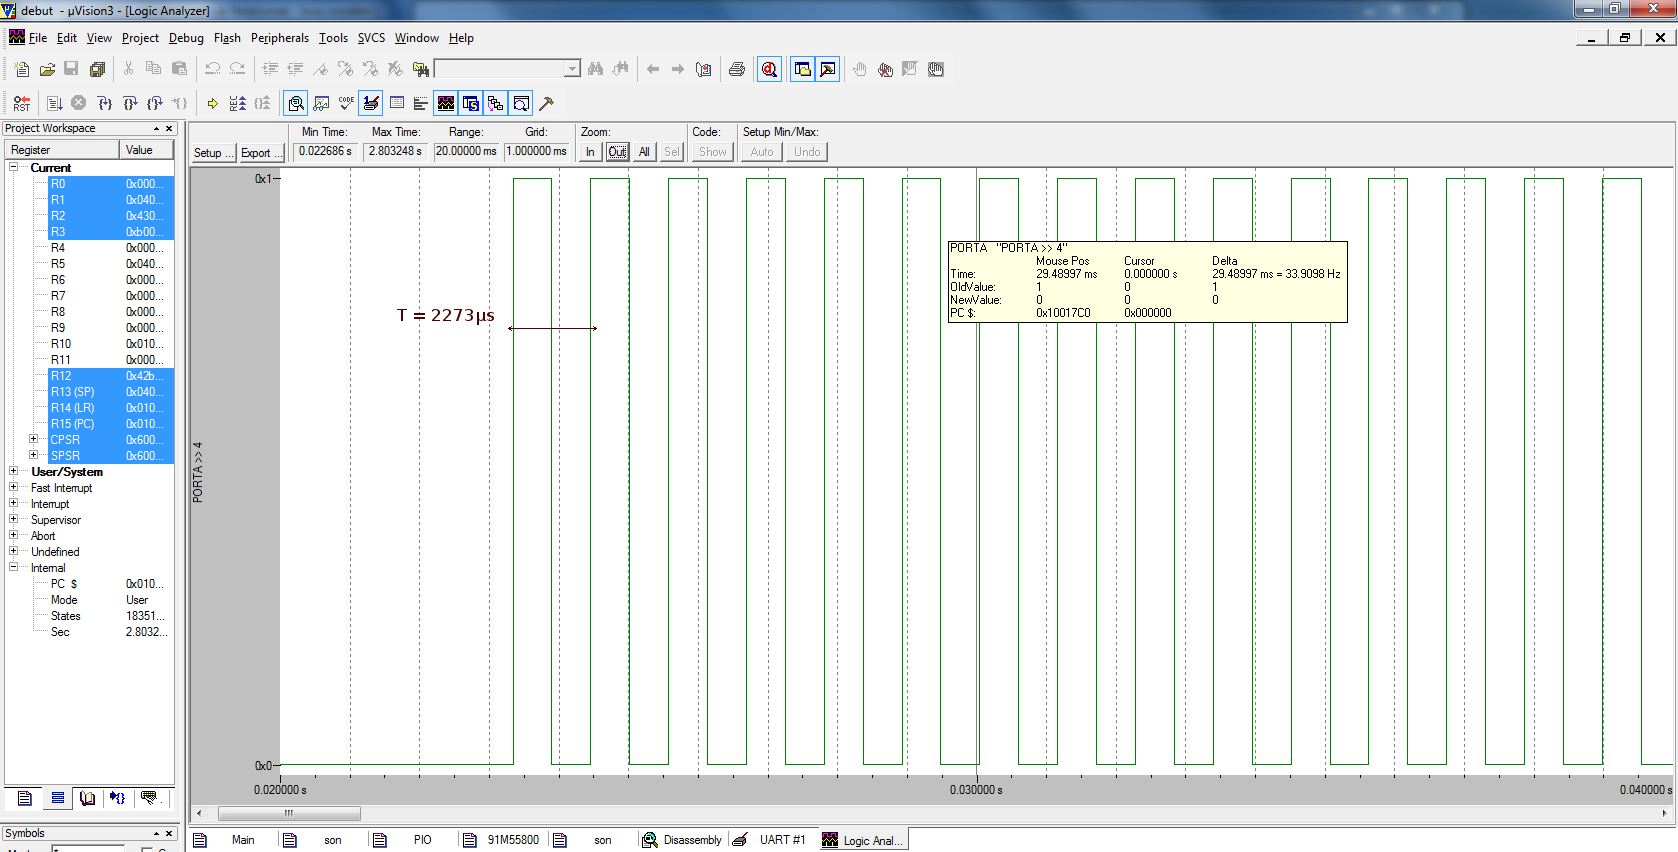 debut - µVision3 - [Logic Analyzer]
File Edit View Project Debug Flash Peripherals Tools SVCS Window Help
RST
REC
CODE
Project Workspace
Register Value
Current
R0 0x000...
R1 0x040...
R2 0x430...
R3 0xb00...
R4 0x000...
R5 0x040...
R6 0x000...
R7 0x000...
R8 0x000...
R9 0x000...
R10 0x010...
R11 0x000...
R12 0x42b...
R13 (SP) 0x040...
R14 (LR) 0x010...
R15 (PC) 0x010...
CPSR 0x600...
SPSR 0x600...
User/System
Fast Interrupt
Interrupt
Supervisor
Abort
Undefined
Internal
PC $ 0x010...
Mode User
States 18351...
Sec 2.8032...
Symbols
Min Time: Max Time: Range: Grid: Zoom: Code: Setup Min/Max:
Setup ... Export ... 0.022686 s 2.803248 s 20.00000 ms 1.000000 ms In Out All Sel Show Auto Undo
0x1
PORTA "PORTA >> 4"
Mouse Pos Cursor Delta
Time: 29.48997 ms 0.000000 s 29.48997 ms = 33.9098 Hz
OldValue: 1 0 1
NewValue: 0 0 0
PC $: 0x10017C0 0x000000
T = 2273µs
PORTA >> 4
0x0
0.020000 s 0.030000 s 0.040000 s
Main son PIO 91M55800 son Disassembly UART #1 Logic Anal...